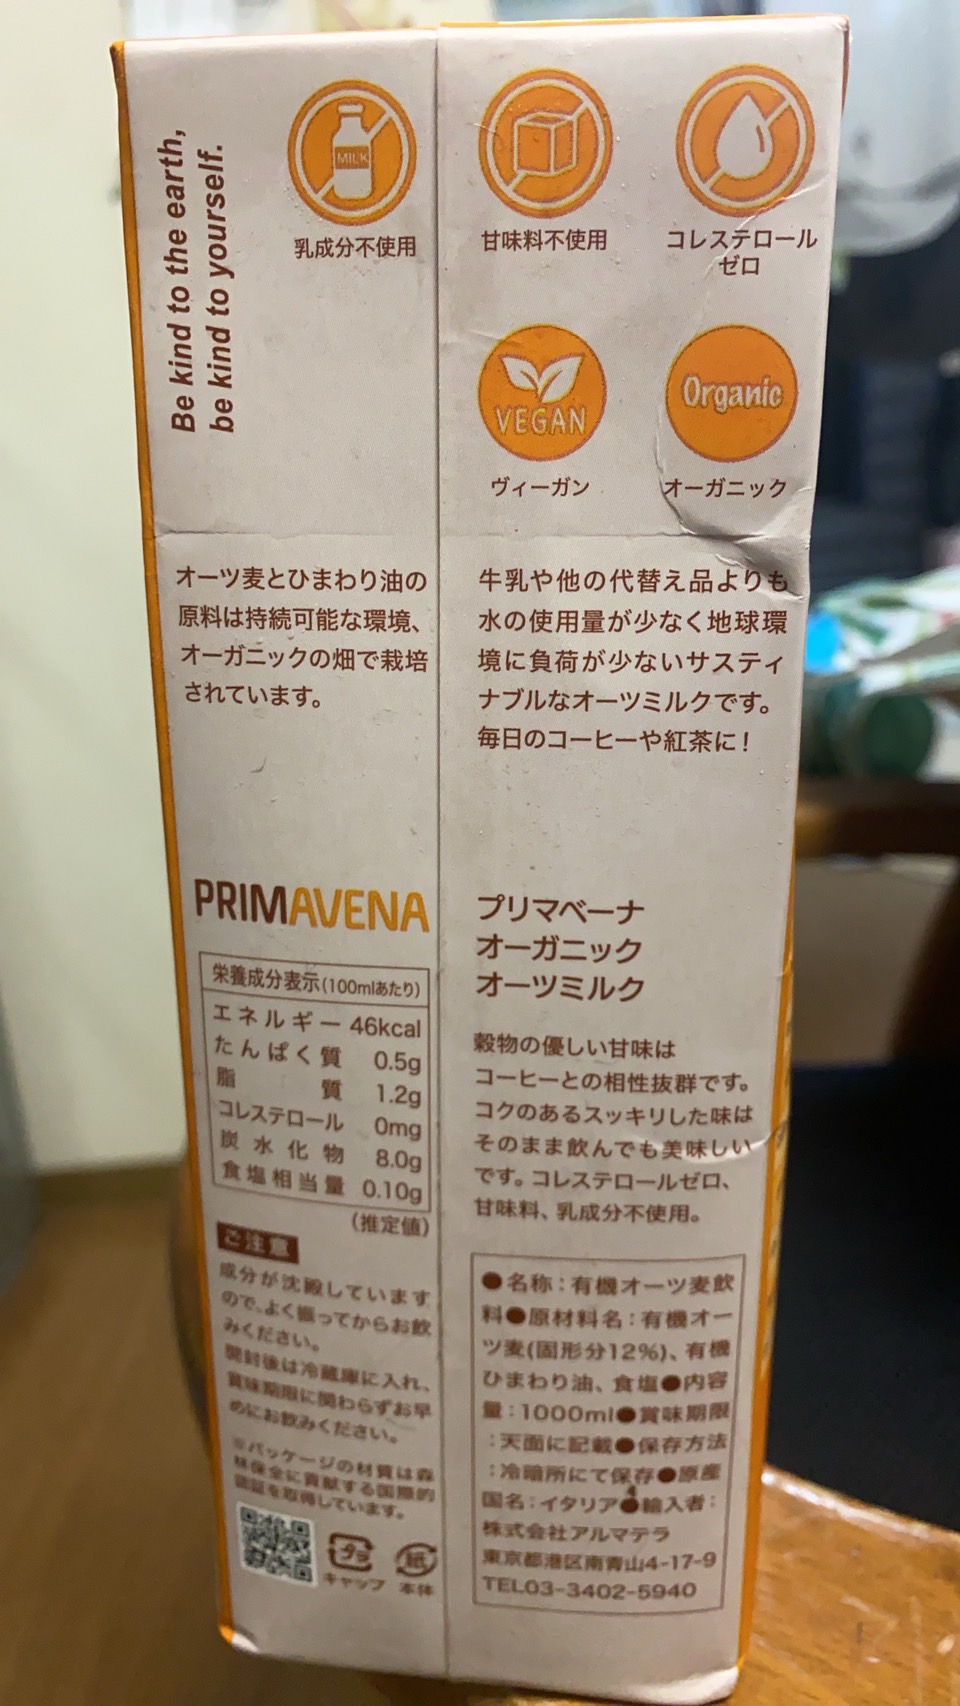 Be kind to the earth,
be kind to yourself.
MILK
乳成分不使用
オーツ麦とひまわり油の
原料は持続可能な環境、
オーガニックの畑で栽培
されています。
PRIMAVENA
栄養成分表示(100mlあたり)
エネルギー 46kcal
たんぱく質 0.5g
脂質 1.2g
コレステロール 0mg
炭水化物 8.0g
食塩相当量 0.10g
(推定値)
ご注意
成分が沈殿しています
ので、よく振ってからお飲
みください。
開封後は冷蔵庫に入れ、
賞味期限に関わらずお早
めにお飲みください。
※パッケージの材質は森
林保全に貢献する国際的
認証を取得しています。
プラ
キャップ
紙
本体
甘味料不使用
コレステロール
ゼロ
VEGAN
ヴィーガン
Organic
オーガニック
牛乳や他の代替え品よりも
水の使用量が少なく地球環
境に負荷が少ないサスティ
ナブルなオーツミルクです。
毎日のコーヒーや紅茶に!
プリマベーナ
オーガニック
オーツミルク
穀物の優しい甘味は
コーヒーとの相性抜群です。
コクのあるスッキリした味は
そのまま飲んでも美味しい
です。コレステロールゼロ、
甘味料、乳成分不使用。
●名称:有機オーツ麦飲
料●原材料名:有機オー
ツ麦(固形分12%)、有機
ひまわり油、食塩●内容
量:1000ml●賞味期限
:天面に記載●保存方法
:冷暗所にて保存●原産
国名:イタリア●輸入者:
株式会社アルマテラ
東京都港区南青山4-17-9
TEL03-3402-5940